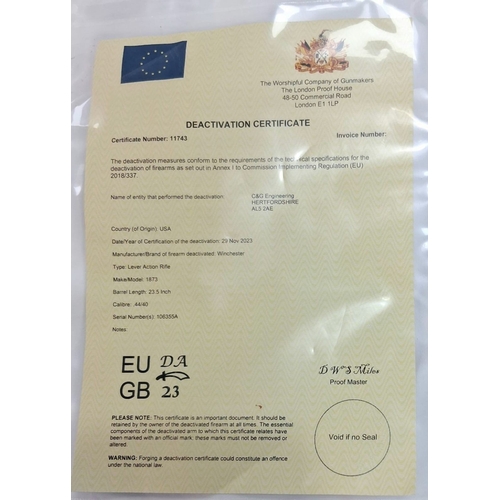 The Worshipful Company of Gunmakers
The London Proof House
48-50 Commercial Road
London E1 1LP
DEACTIVATION CERTIFICATE
Certificate Number: 11743
Invoice Number:
The deactivation measures conform to the requirements of the technical specifications for the
deactivation of firearms as set out in Annex I to Commission Implementing Regulation (EU)
2018/337.
Name of entity that performed the deactivation:
C&G Engineering
HERTFORDSHIRE
AL5 2AE
Country (of Origin): USA
Date/Year of Certification of the deactivation: 29 Nov 2023
Manufacturer/Brand of firearm deactivated: Winchester
Type: Lever Action Rifle
Make/Model: 1873
Barrel Length: 23.5 Inch
Calibre: .44/40
Serial Number(s): 106355A
Notes:
EU DA
GB 23
D Wm S Miles
Proof Master
PLEASE NOTE: This certificate is an important document. It should be
retained by the owner of the deactivated firearm at all times. The essential
components of the deactivated arm to which this certificate relates have
been marked with an official mark: these marks must not be removed or
altered
WARNING: Forging a deactivation certificate could constitute an offence
under the national law.
Void if no Seal